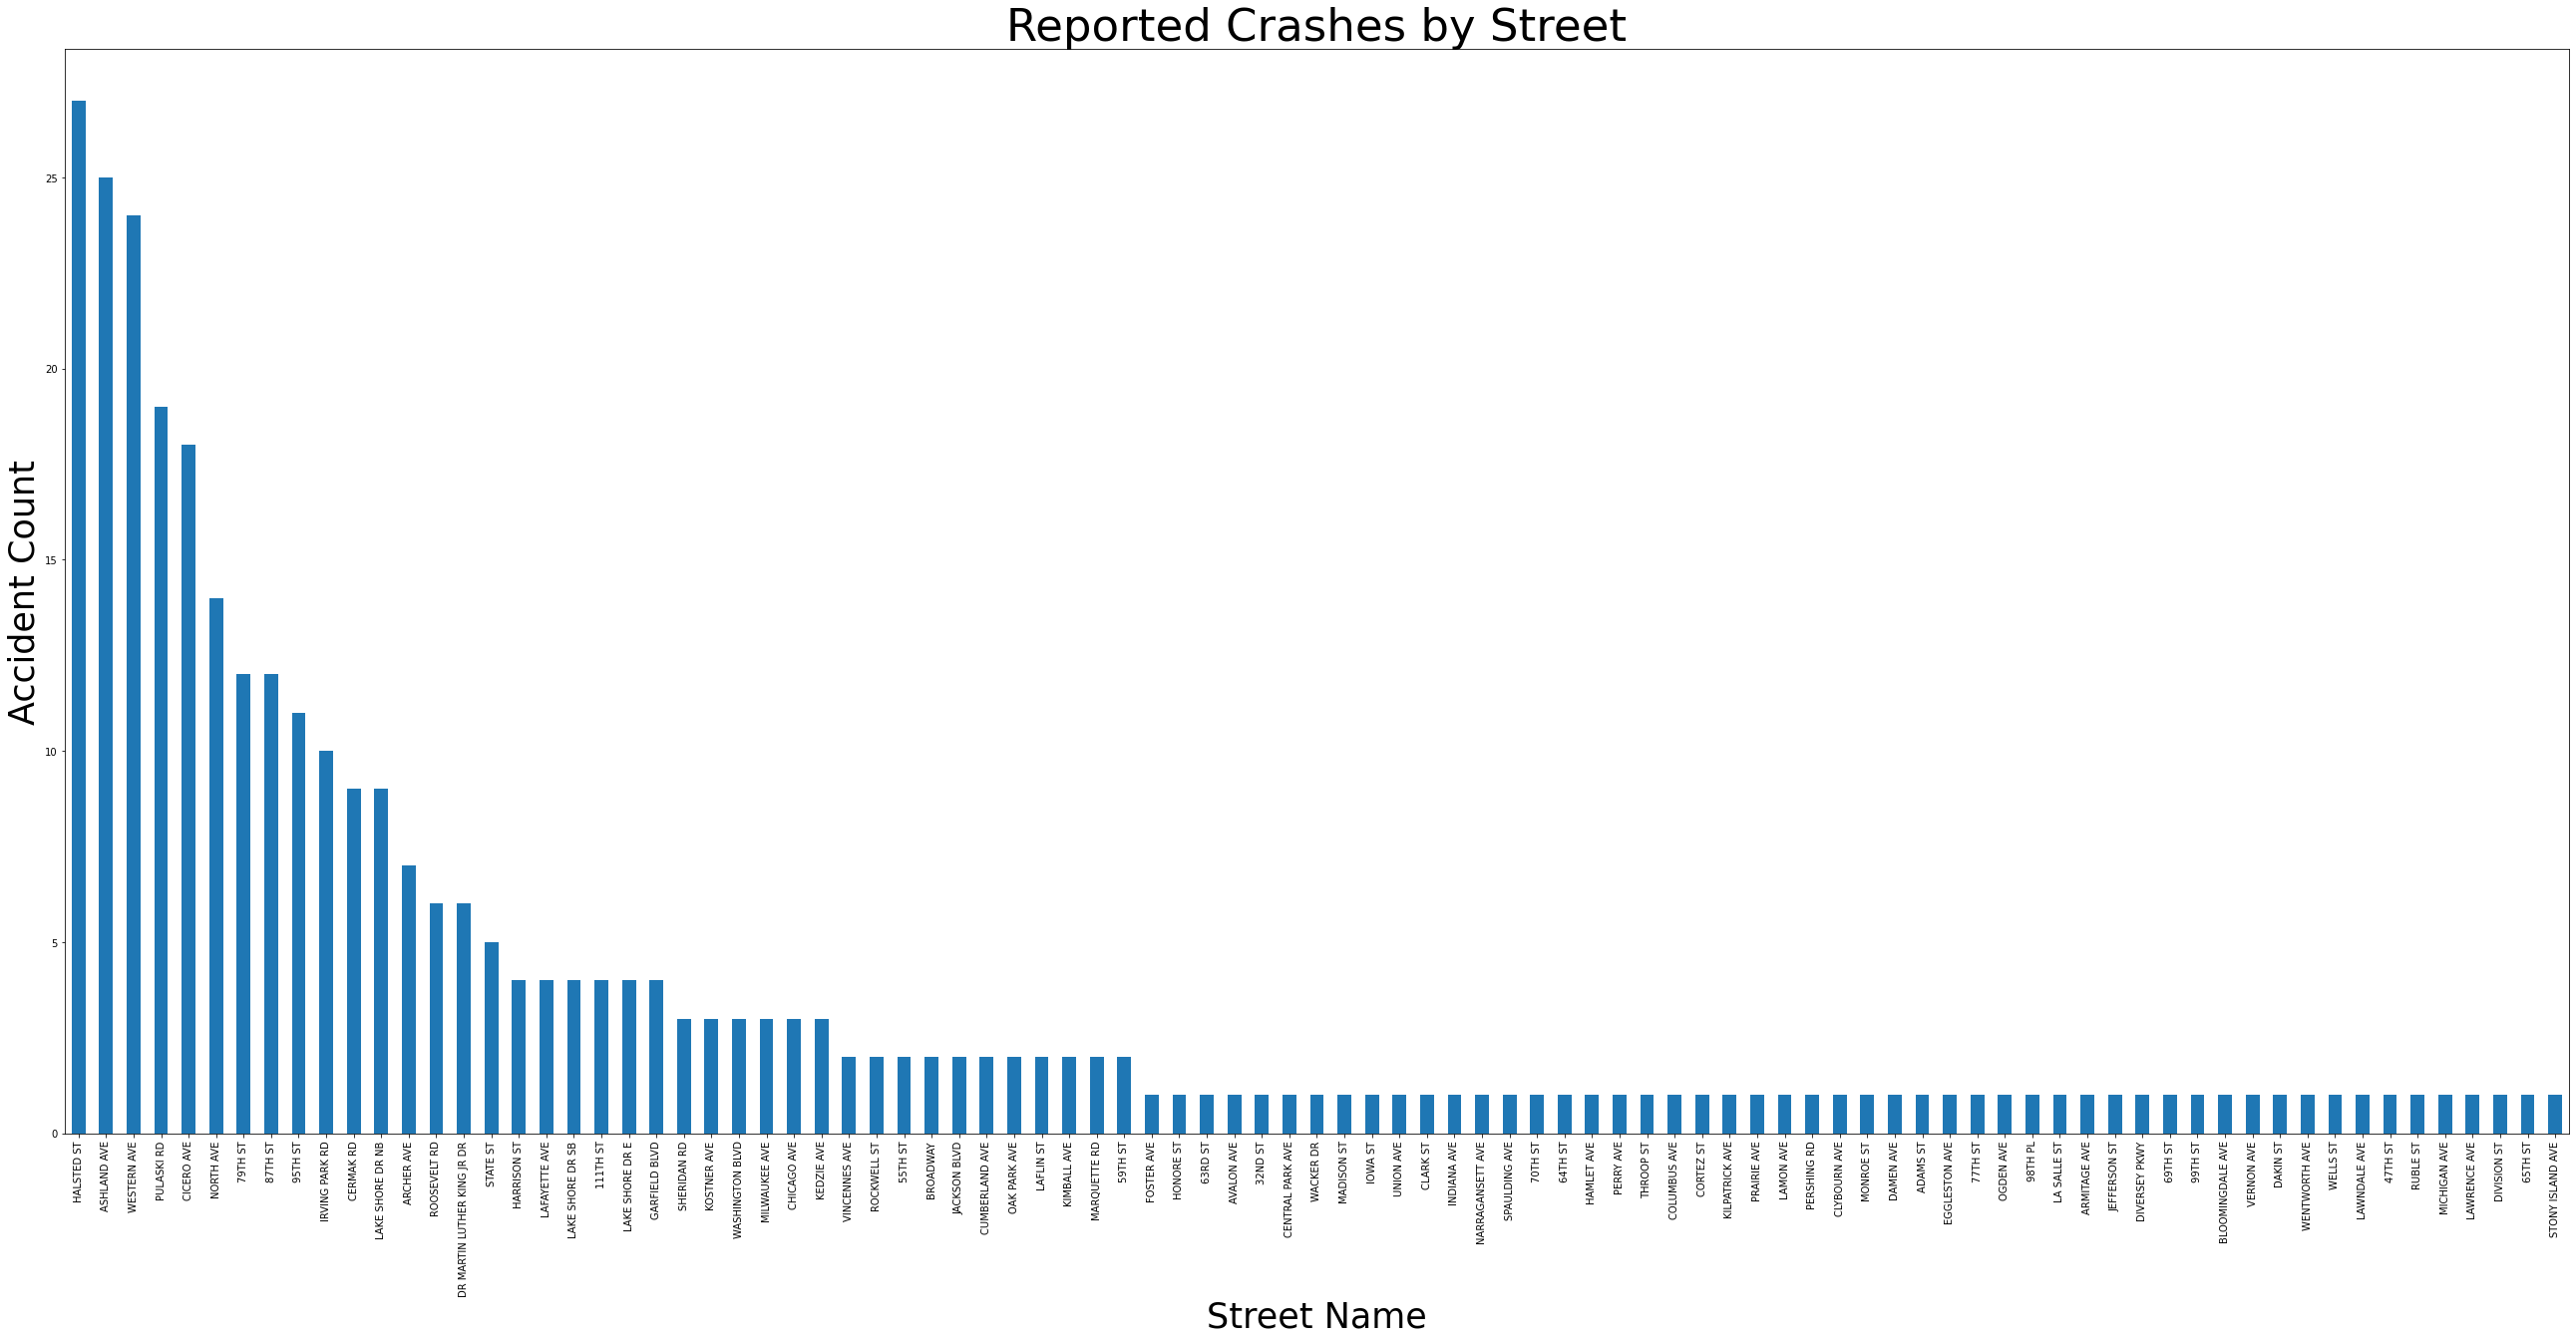 Reported Crashes by Street
Accident Count
25
20
15
10
5
0
HALSTED ST
ASHLAND AVE
WESTERN AVE
PULASKI RD
CICERO AVE
NORTH AVE
79TH ST
87TH ST
95TH ST
IRVING PARK RD
CERMAK RD
LAKE SHORE DR NB
ARCHER AVE
ROOSEVELT RD
DR MARTIN LUTHER KING JR DR
STATE ST
HARRISON ST
LAFAYETTE AVE
LAKE SHORE DR SB
111TH ST
LAKE SHORE DR E
GARFIELD BLVD
SHERIDAN RD
KOSTNER AVE
WASHINGTON BLVD
MILWAUKEE AVE
CHICAGO AVE
KEDZIE AVE
VINCENNES AVE
ROCKWELL ST
55TH ST
BROADWAY
JACKSON BLVD
CUMBERLAND AVE
OAK PARK AVE
LAFLIN ST
KIMBALL AVE
MARQUETTE RD
59TH ST
FOSTER AVE
HONORE ST
63RD ST
AVALON AVE
32ND ST
CENTRAL PARK AVE
WACKER DR
MADISON ST
IOWA ST
UNION AVE
CLARK ST
INDIANA AVE
NARRAGANSETT AVE
SPAULDING AVE
70TH ST
64TH ST
HAMLET AVE
PERRY AVE
THROOP ST
COLUMBUS AVE
CORTEZ ST
KILPATRICK AVE
PRAIRIE AVE
LAMON AVE
PERSHING RD
CLYBOURN AVE
MONROE ST
DAMEN AVE
ADAMS ST
EGGLESTON AVE
77TH ST
OGDEN AVE
98TH PL
LA SALLE ST
ARMITAGE AVE
JEFFERSON ST
DIVERSEY PKWY
69TH ST
99TH ST
BLOOMINGDALE AVE
VERNON AVE
DAKIN ST
WENTWORTH AVE
WELLS ST
LAWNDALE AVE
47TH ST
RUBLE ST
MICHIGAN AVE
LAWRENCE AVE
DIVISION ST
65TH ST
STONY ISLAND AVE
Street Name